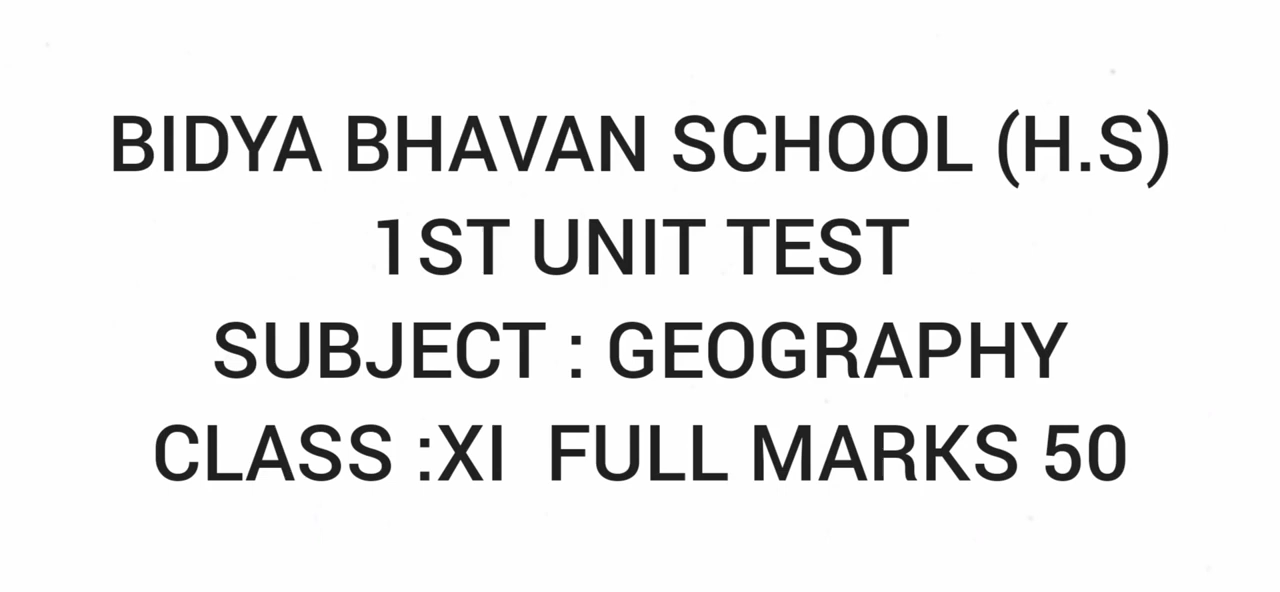 BIDYA BHAVAN SCHOOL (H.S)
1ST UNIT TEST
SUBJECT : GEOGRAPHY
CLASS :XI  FULL MARKS 50